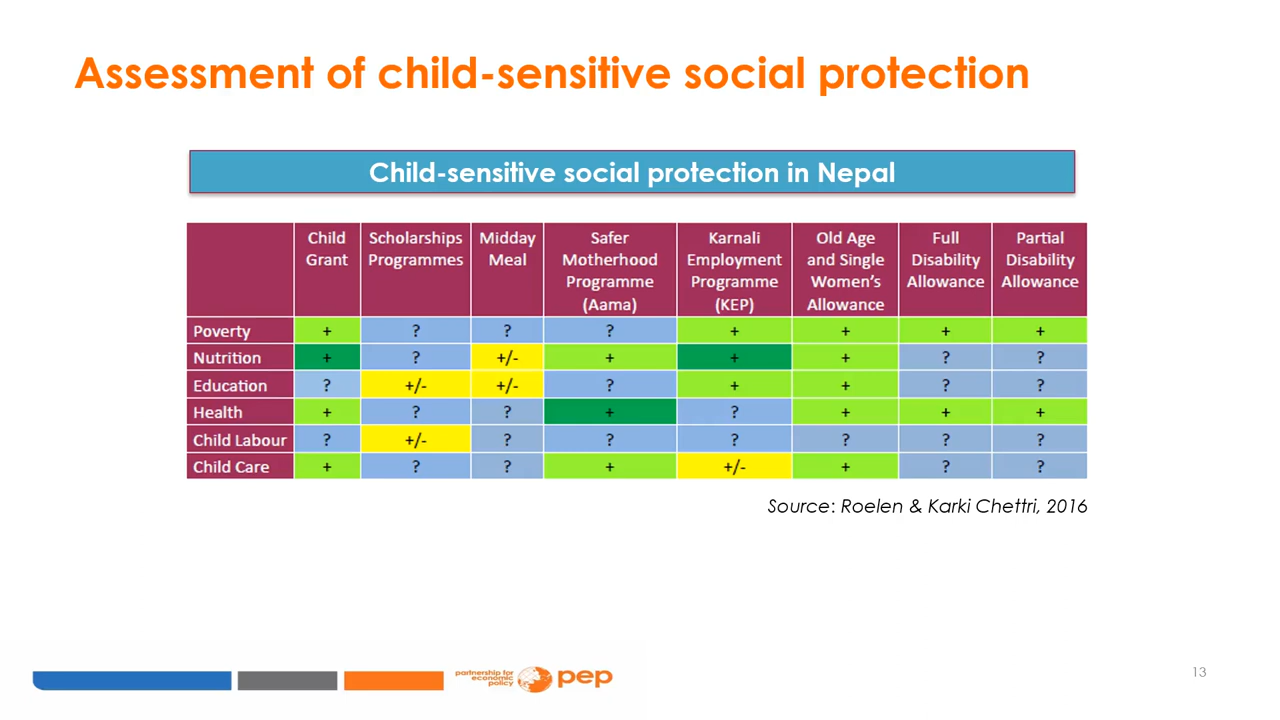 Assessment of child-sensitive social protection
Child-sensitive social protection in Nepal
Child Grant Scholarships Programmes Midday Meal Safer Motherhood Programme (Aama) Karnali Employment Programme (KEP) Old Age and Single Women's Allowance Full Disability Allowance Partial Disability Allowance
Poverty + ? ? ? + + + +
Nutrition + ? +/- + + + ? ?
Education ? +/- +/- ? + + ? ?
Health + ? ? + ? + + +
Child Labour ? +/- ? ? ? ? ? ?
Child Care + ? ? + +/- + ? ?
Source: Roelen & Karki Chettri, 2016
partnership for
economic
policy
pep
13